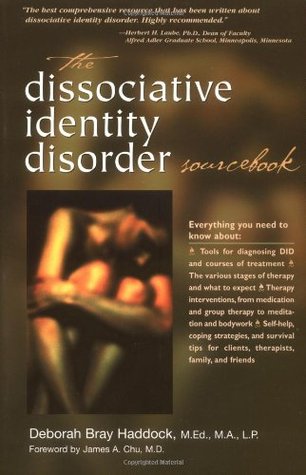 "The best comprehensive resource that has been written about
dissociative identity disorder. Highly recommended."
—Herbert H. Laube, Ph.D., Dean of Faculty
Alfred Adler Graduate School, Minneapolis, Minnesota
the
dissociative
identity
disorder sourcebook
Everything you need to
know about:
Tools for diagnosing DID
and courses of treatment
The various stages of therapy
and what to expect Therapy
interventions, from medication
and group therapy to medita-
tion and bodywork Self-help,
coping strategies, and survival
tips for clients, therapists,
family, and friends
Deborah Bray Haddock, M.Ed., M.A., L.P.
Foreword by James A. Chu, M.D.